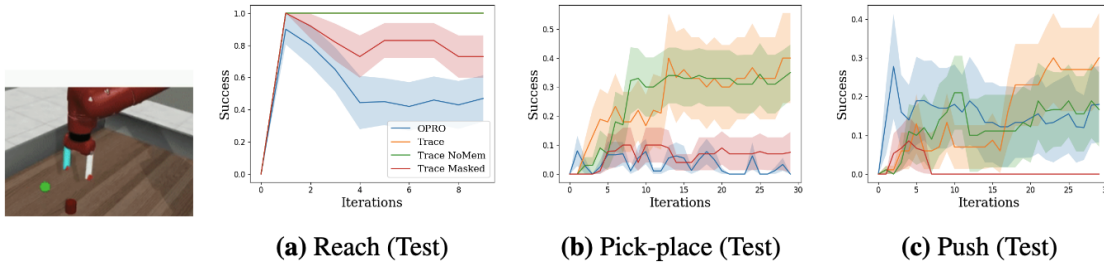 Success
1.0
0.8
0.6
0.4
0.2
0.0
OPRO
Trace
Trace NoMem
Trace Masked
0 2 4 6 8
Iterations
(a) Reach (Test)
Success
0.5
0.4
0.3
0.2
0.1
0.0
0 5 10 15 20 25 30
Iterations
(b) Pick-place (Test)
Success
0.4
0.3
0.2
0.1
0.0
0 5 10 15 20 25
Iterations
(c) Push (Test)